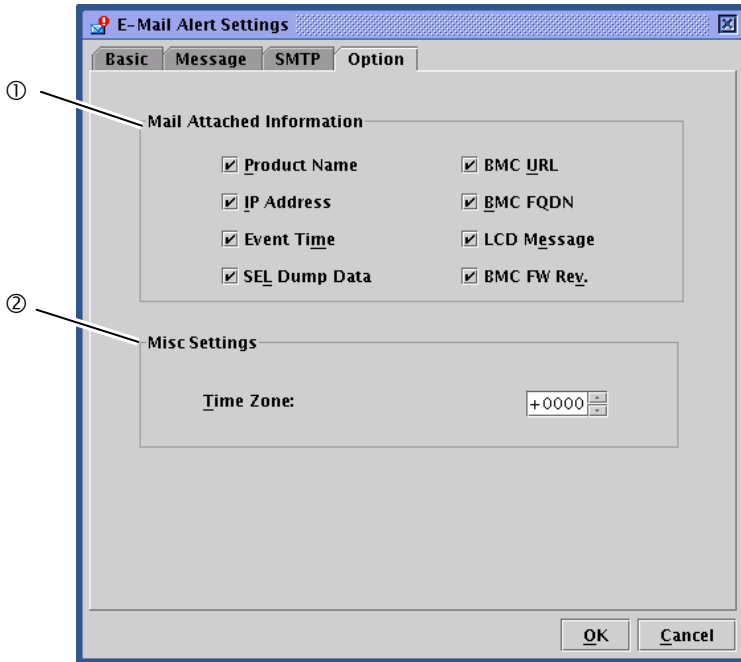 E-Mail Alert Settings
Basic Message SMTP Option
①
Mail Attached Information
Product Name BMC URL
IP Address BMC FQDN
Event Time LCD Message
SEL Dump Data BMC FW Rev.
②
Misc Settings
Time Zone: +0000
OK Cancel